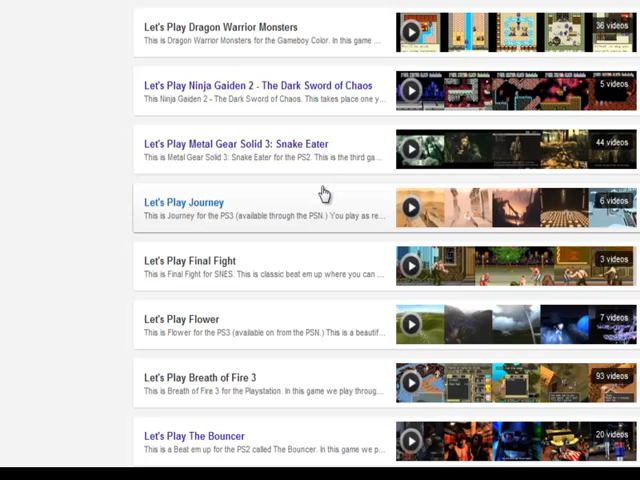 Let's Play Dragon Warrior Monsters
This is Dragon Warrior Monsters for the Gameboy Color. In this game ...
36 videos
Let's Play Ninja Gaiden 2 - The Dark Sword of Chaos
This Ninja Gaiden 2 - The Dark Sword of Chaos. This takes place one y...
5 videos
Let's Play Metal Gear Solid 3: Snake Eater
This is Metal Gear Solid 3: Snake Eater for the PS2. This is the third ga...
44 videos
Let's Play Journey
This is Journey for the PS3 (available through the PSN.) You play as re...
6 videos
Let's Play Final Fight
This is Final Fight for SNES. This is classic beat em up where you can ...
3 videos
Let's Play Flower
This is Flower for the PS3 (available on from the PSN.) This is a beautif...
7 videos
Let's Play Breath of Fire 3
This is Breath of Fire 3 for the Playstation. In this game we play throug...
93 videos
Let's Play The Bouncer
This is a Beat em up for the PS2 called The Bouncer. In this game we p...
20 videos